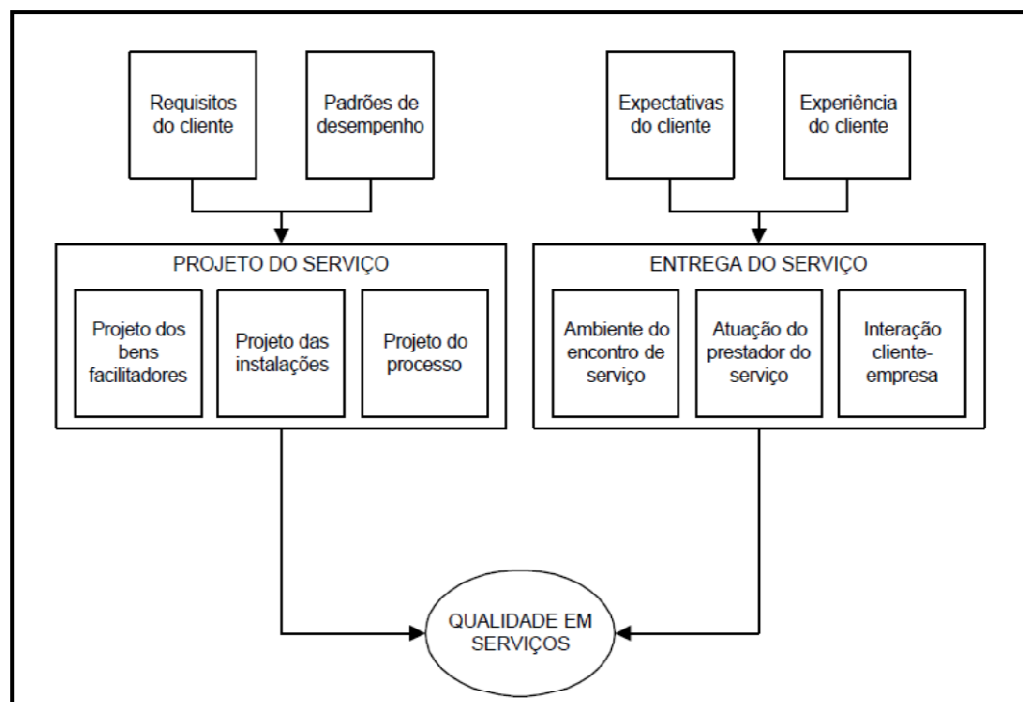 Requisitos
do cliente
Padrões de
desempenho
Expectativas
do cliente
Experiência
do cliente
PROJETO DO SERVIÇO
Projeto dos
bens
facilitadores
Projeto das
instalações
Projeto do
processo
ENTREGA DO SERVIÇO
Ambiente do
encontro de
serviço
Atuação do
prestador do
serviço
Interação
cliente-
empresa
QUALIDADE EM
SERVIÇOS